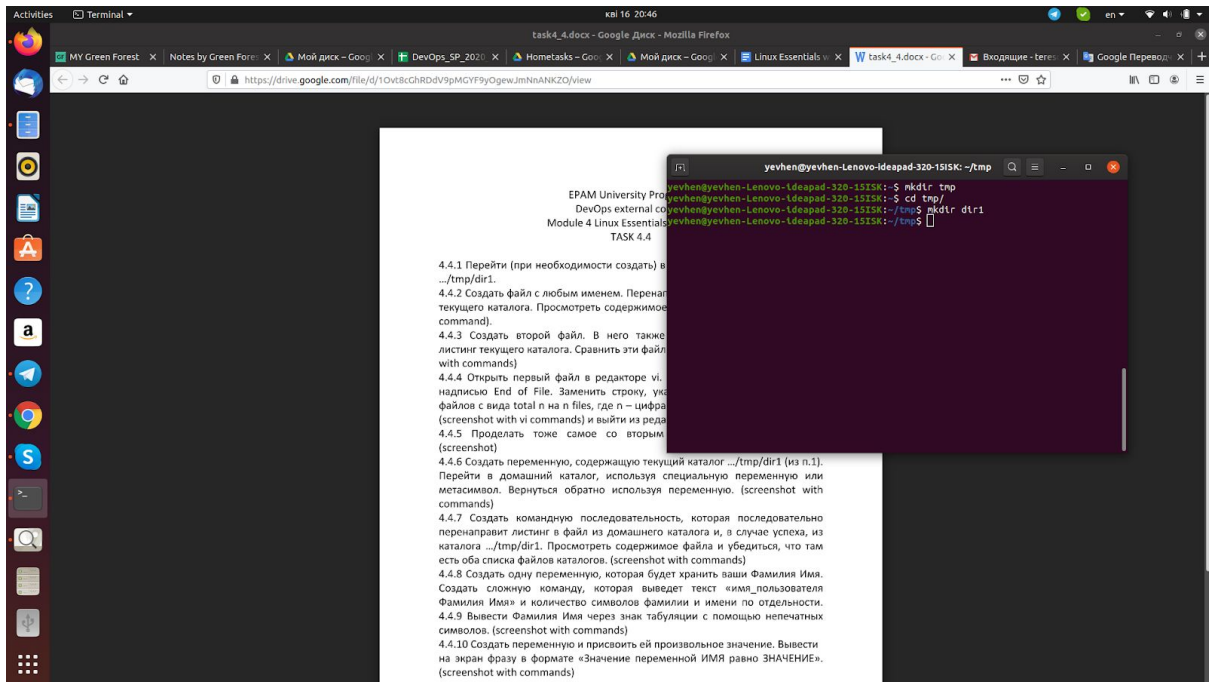 Activities
Terminal
кві 16 20:46
en
task4_4.docx - Google Диск - Mozilla Firefox
MY Green Forest
Notes by Green Fore
Мой диск – Googl
DevOps_SP_2020
Hometasks – Goog
Мой диск – Googl
Linux Essentials w
task4_4.docx - Go
Входящие - teres
Google Перевод
https://drive.google.com/file/d/1Ovt8cGhRDdV9pMGYF9yOgewJmNnANKZO/view
EPAM University Pro
DevOps external co
Module 4 Linux Essentials
TASK 4.4
4.4.1 Перейти (при необходимости создать) в
.../tmp/dir1.
4.4.2 Создать файл с любым именем. Перенап
текущего каталога. Просмотреть содержимое
command).
4.4.3 Создать второй файл. В него также
листинг текущего каталога. Сравнить эти файл
with commands)
4.4.4 Открыть первый файл в редакторе vi.
надписью End of File. Заменить строку, ука
файлов с вида total n на n files, где n – цифра
(screenshot with vi commands) и выйти из реда
4.4.5 Проделать тоже самое со вторым
(screenshot)
4.4.6 Создать переменную, содержащую текущий каталог .../tmp/dir1 (из п.1).
Перейти в домашний каталог, используя специальную переменную или
метасимвол. Вернуться обратно используя переменную. (screenshot with
commands)
4.4.7 Создать командную последовательность, которая последовательно
перенаправит листинг в файл из домашнего каталога и, в случае успеха, из
каталога .../tmp/dir1. Просмотреть содержимое файла и убедиться, что там
есть оба списка файлов каталогов. (screenshot with commands)
4.4.8 Создать одну переменную, которая будет хранить ваши Фамилия Имя.
Создать сложную команду, которая выведет текст «имя_пользователя
Фамилия Имя» и количество символов фамилии и имени по отдельности.
4.4.9 Вывести Фамилия Имя через знак табуляции с помощью непечатных
символов. (screenshot with commands)
4.4.10 Создать переменную и присвоить ей произвольное значение. Вывести
на экран фразу в формате «Значение переменной ИМЯ равно ЗНАЧЕНИЕ».
(screenshot with commands)
yevhen@yevhen-Lenovo-ideapad-320-15ISK: ~/tmp
yevhen@yevhen-Lenovo-ideapad-320-15ISK:~$ mkdir tmp
yevhen@yevhen-Lenovo-ideapad-320-15ISK:~$ cd tmp/
yevhen@yevhen-Lenovo-ideapad-320-15ISK:~/tmp$ mkdir dir1
yevhen@yevhen-Lenovo-ideapad-320-15ISK:~/tmp$